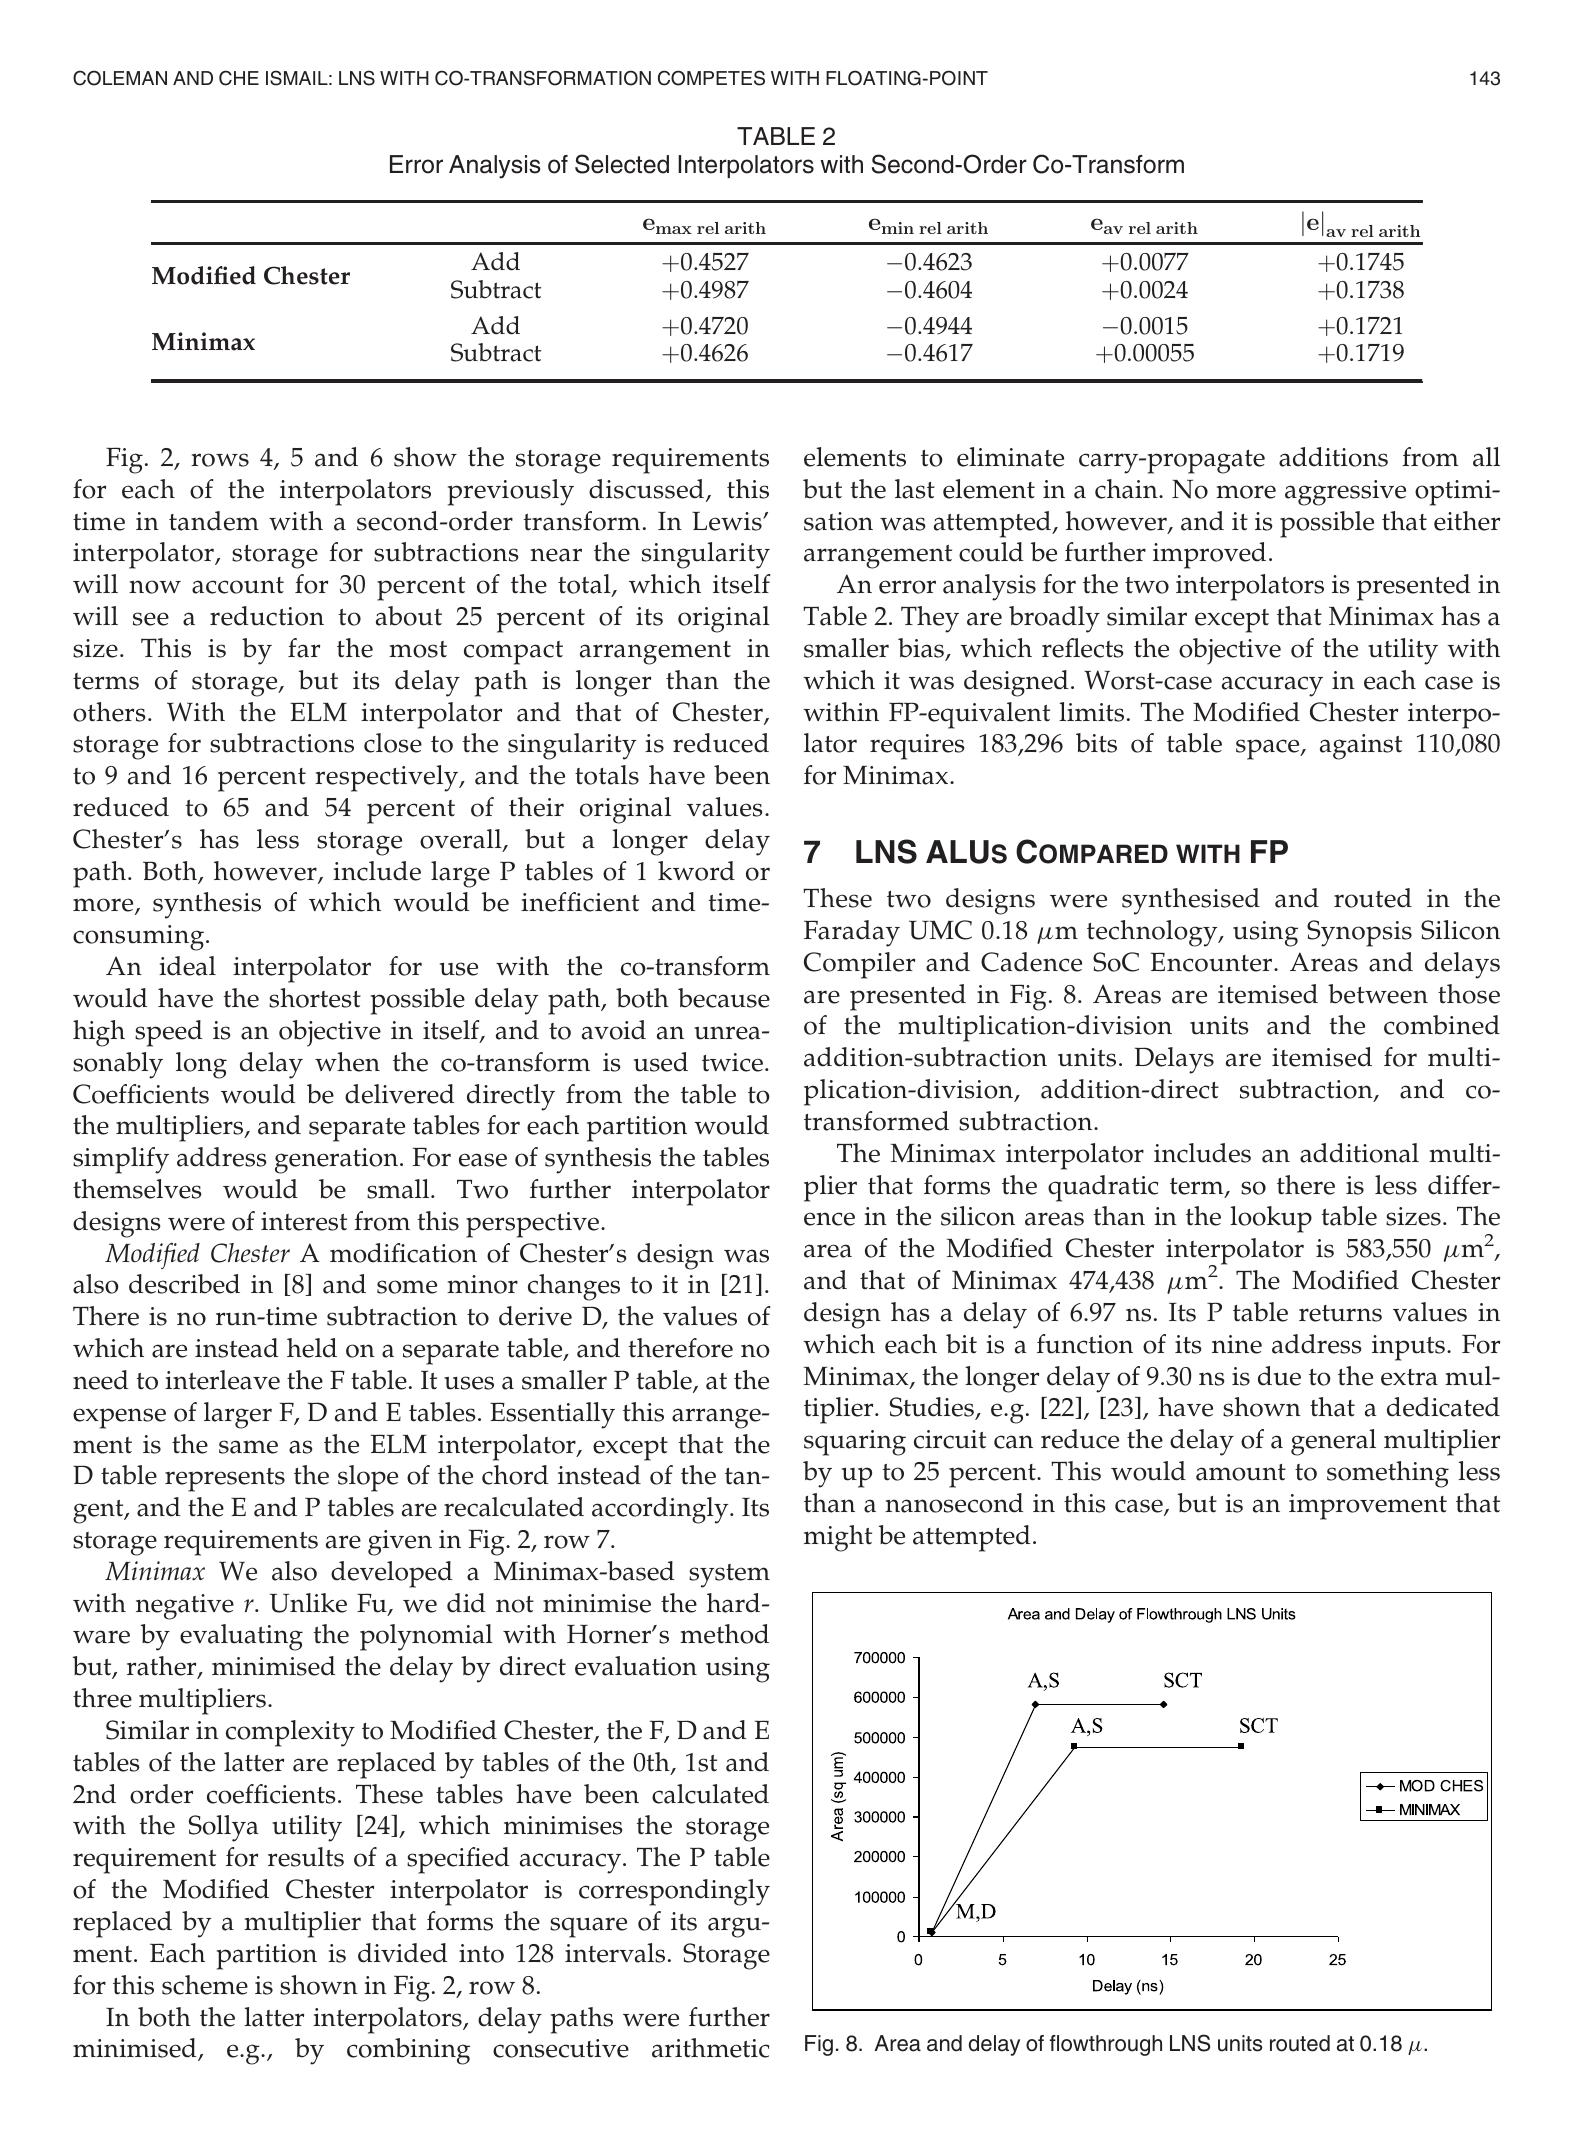 COLEMAN AND CHE ISMAIL: LNS WITH CO-TRANSFORMATION COMPETES WITH FLOATING-POINT 143
TABLE 2
Error Analysis of Selected Interpolators with Second-Order Co-Transform
e_max rel arith e_min rel arith e_av rel arith |e|_av rel arith
Modified Chester Add +0.4527 −0.4623 +0.0077 +0.1745
Subtract +0.4987 −0.4604 +0.0024 +0.1738
Minimax Add +0.4720 −0.4944 −0.0015 +0.1721
Subtract +0.4626 −0.4617 +0.00055 +0.1719
Fig. 2, rows 4, 5 and 6 show the storage requirements
for each of the interpolators previously discussed, this
time in tandem with a second-order transform. In Lewis’
interpolator, storage for subtractions near the singularity
will now account for 30 percent of the total, which itself
will see a reduction to about 25 percent of its original
size. This is by far the most compact arrangement in
terms of storage, but its delay path is longer than the
others. With the ELM interpolator and that of Chester,
storage for subtractions close to the singularity is reduced
to 9 and 16 percent respectively, and the totals have been
reduced to 65 and 54 percent of their original values.
Chester’s has less storage overall, but a longer delay
path. Both, however, include large P tables of 1 kword or
more, synthesis of which would be inefficient and time-
consuming.
An ideal interpolator for use with the co-transform
would have the shortest possible delay path, both because
high speed is an objective in itself, and to avoid an unrea-
sonably long delay when the co-transform is used twice.
Coefficients would be delivered directly from the table to
the multipliers, and separate tables for each partition would
simplify address generation. For ease of synthesis the tables
themselves would be small. Two further interpolator
designs were of interest from this perspective.
Modified Chester A modification of Chester’s design was
also described in [8] and some minor changes to it in [21].
There is no run-time subtraction to derive D, the values of
which are instead held on a separate table, and therefore no
need to interleave the F table. It uses a smaller P table, at the
expense of larger F, D and E tables. Essentially this arrange-
ment is the same as the ELM interpolator, except that the
D table represents the slope of the chord instead of the tan-
gent, and the E and P tables are recalculated accordingly. Its
storage requirements are given in Fig. 2, row 7.
Minimax We also developed a Minimax-based system
with negative r. Unlike Fu, we did not minimise the hard-
ware by evaluating the polynomial with Horner’s method
but, rather, minimised the delay by direct evaluation using
three multipliers.
Similar in complexity to Modified Chester, the F, D and E
tables of the latter are replaced by tables of the 0th, 1st and
2nd order coefficients. These tables have been calculated
with the Sollya utility [24], which minimises the storage
requirement for results of a specified accuracy. The P table
of the Modified Chester interpolator is correspondingly
replaced by a multiplier that forms the square of its argu-
ment. Each partition is divided into 128 intervals. Storage
for this scheme is shown in Fig. 2, row 8.
In both the latter interpolators, delay paths were further
minimised, e.g., by combining consecutive arithmetic
elements to eliminate carry-propagate additions from all
but the last element in a chain. No more aggressive optimi-
sation was attempted, however, and it is possible that either
arrangement could be further improved.
An error analysis for the two interpolators is presented in
Table 2. They are broadly similar except that Minimax has a
smaller bias, which reflects the objective of the utility with
which it was designed. Worst-case accuracy in each case is
within FP-equivalent limits. The Modified Chester interpo-
lator requires 183,296 bits of table space, against 110,080
for Minimax.
7 LNS ALUS COMPARED WITH FP
These two designs were synthesised and routed in the
Faraday UMC 0.18 μm technology, using Synopsis Silicon
Compiler and Cadence SoC Encounter. Areas and delays
are presented in Fig. 8. Areas are itemised between those
of the multiplication-division units and the combined
addition-subtraction units. Delays are itemised for multi-
plication-division, addition-direct subtraction, and co-
transformed subtraction.
The Minimax interpolator includes an additional multi-
plier that forms the quadratic term, so there is less differ-
ence in the silicon areas than in the lookup table sizes. The
area of the Modified Chester interpolator is 583,550 μm²,
and that of Minimax 474,438 μm². The Modified Chester
design has a delay of 6.97 ns. Its P table returns values in
which each bit is a function of its nine address inputs. For
Minimax, the longer delay of 9.30 ns is due to the extra mul-
tiplier. Studies, e.g. [22], [23], have shown that a dedicated
squaring circuit can reduce the delay of a general multiplier
by up to 25 percent. This would amount to something less
than a nanosecond in this case, but is an improvement that
might be attempted.
Area and Delay of Flowthrough LNS Units
700000
600000
500000
400000
300000
200000
100000
0
Area (sq um)
A,S SCT
A,S SCT
M,D
MOD CHES
MINIMAX
0 5 10 15 20 25
Delay (ns)
Fig. 8. Area and delay of flowthrough LNS units routed at 0.18 μ.